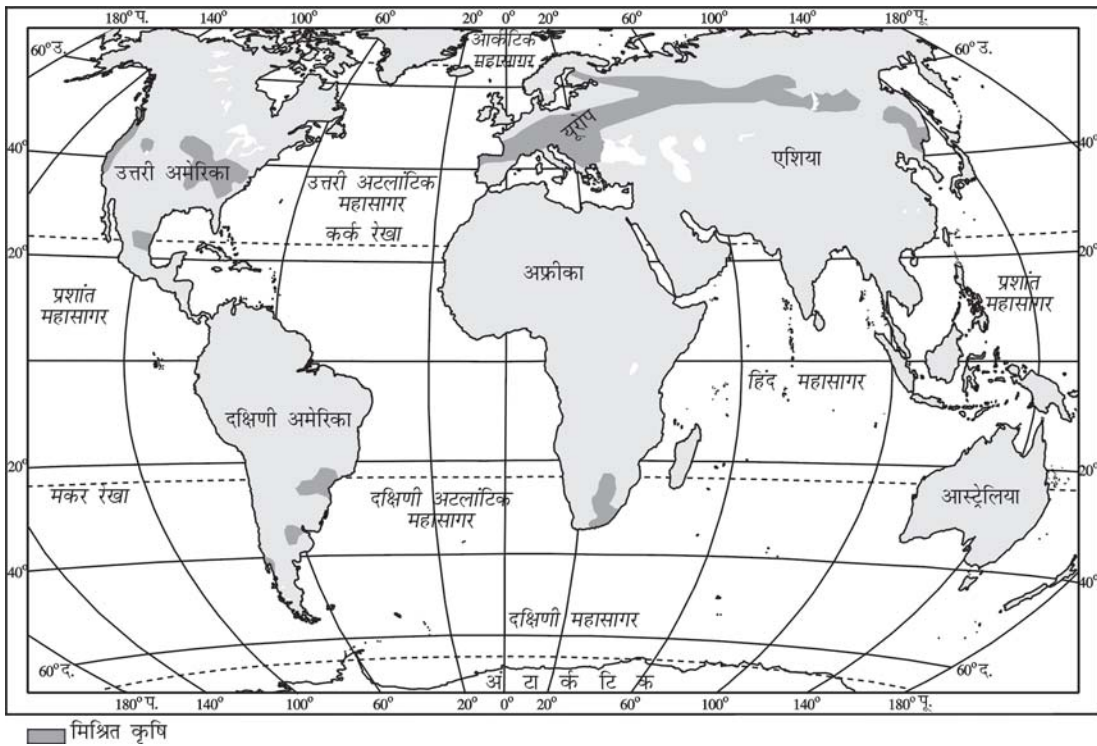 180° प. 140° 100° 60° 20° 0° 20° 60° 100° 140° 180° पू.
60° उ. 60° उ.
आर्कटिक
महासागर
यूरोप
40° 40°
एशिया
उत्तरी अमेरिका
उत्तरी अटलांटिक
महासागर
कर्क रेखा
20° 20°
अफ्रीका
प्रशांत
महासागर
प्रशांत
महासागर
हिंद महासागर
दक्षिणी अमेरिका
20° 20°
मकर रेखा
दक्षिणी अटलांटिक
महासागर
आस्ट्रेलिया
40° 40°
दक्षिणी महासागर
60° द. 60° द.
अंटार्कटिक
180° प. 140° 100° 60° 20° 0° 20° 60° 100° 140° 180° पू.
मिश्रित कृषि